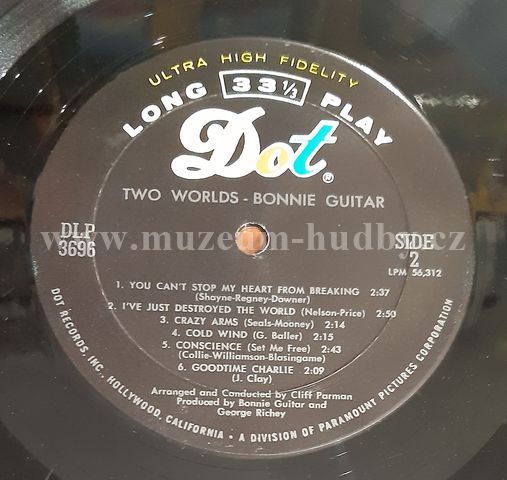 ULTRA HIGH FIDELITY
LONG 33 1/3 PLAY
Dot®
TWO WORLDS - BONNIE GUITAR
DLP
3696
SIDE
2
LPM 56,312
www.muzeum-hudby.cz
1. YOU CAN'T STOP MY HEART FROM BREAKING 2:37
(Shayne-Regney-Downer)
2. I'VE JUST DESTROYED THE WORLD (Nelson-Price) 2:50
3. CRAZY ARMS (Seals-Mooney) 2:14
4. COLD WIND (G. Baller) 2:15
5. CONSCIENCE (Set Me Free) 2:43
(Collie-Williamson-Blasingame)
6. GOODTIME CHARLIE 2:09
(J. Clay)
Arranged and Conducted by Cliff Parman
Produced by Bonnie Guitar and
George Richey
DOT RECORDS, INC., HOLLYWOOD, CALIFORNIA • A DIVISION OF PARAMOUNT PICTURES CORPORATION